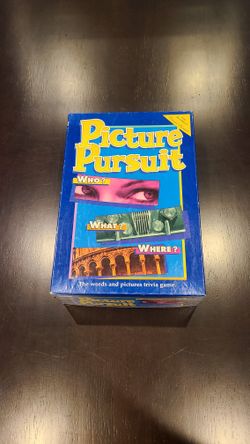 Picture
Pursuit
WHO?
WHAT?
WHERE?
The words and pictures trivia game.